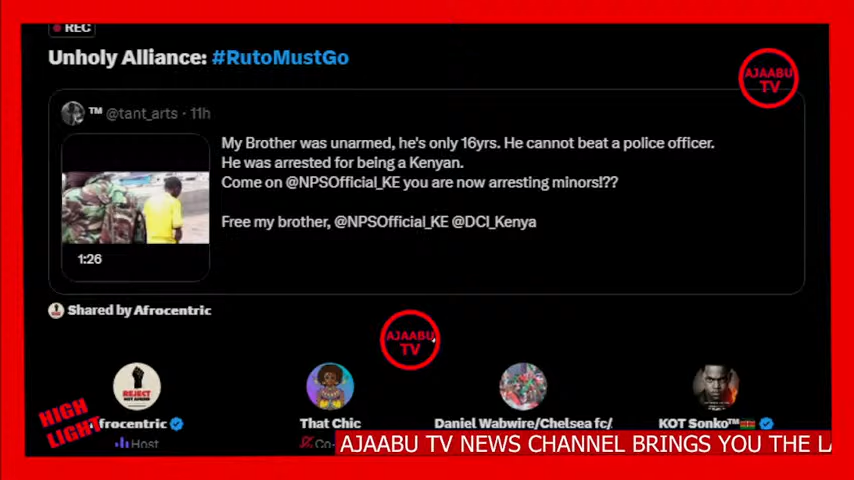 REC
Unholy Alliance: #RutoMustGo
AJAABU
TV
™ @tant_arts · 11h
My Brother was unarmed, he's only 16yrs. He cannot beat a police officer.
He was arrested for being a Kenyan.
Come on @NPSOfficial_KE you are now arresting minors!??
Free my brother, @NPSOfficial_KE @DCI_Kenya
1:26
Shared by Afrocentric
AJAABU
TV
REJECT
HIGH
LIGHT
frocentric
That Chic
Daniel Wabwire/Chelsea fc/
KOT Sonko™
Host
Co-
AJAABU TV NEWS CHANNEL BRINGS YOU THE LA